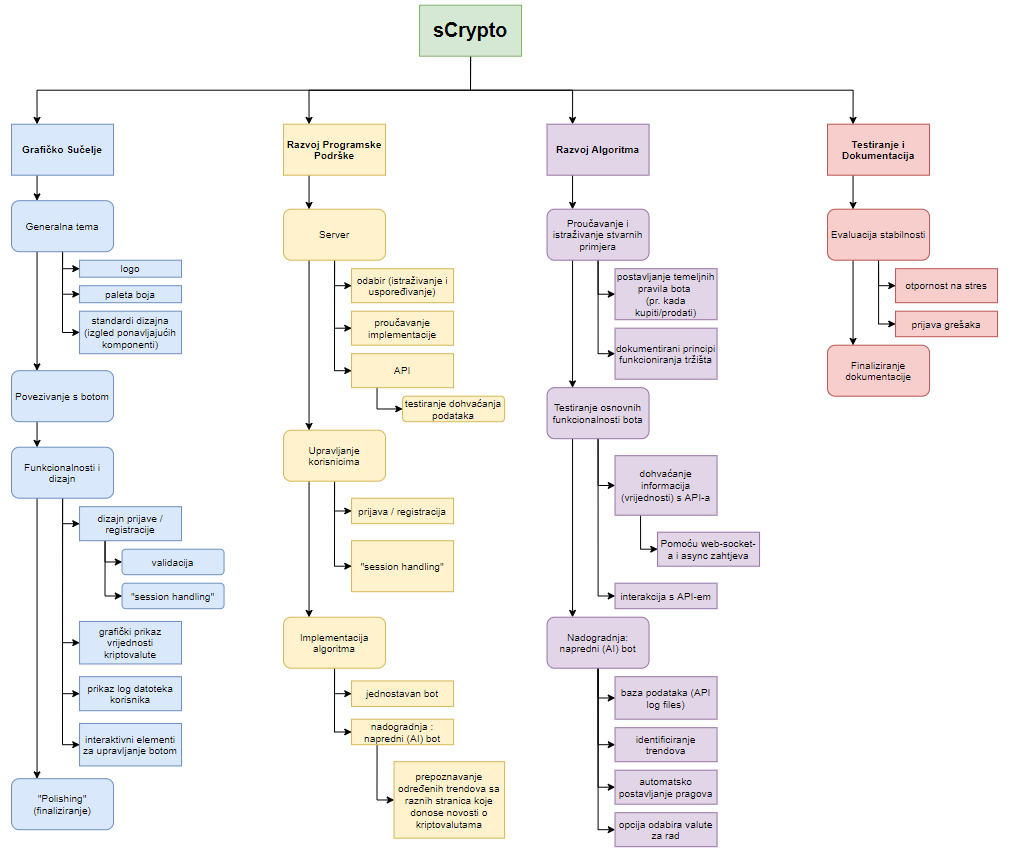 sCrypto
Grafičko Sučelje
Generalna tema
logo
paleta boja
standardi dizajna
(izgled ponavljajućih
komponenti)
Povezivanje s botom
Funkcionalnosti i
dizajn
dizajn prijave /
registracije
validacija
"session handling"
grafički prikaz
vrijednosti
kriptovalute
prikaz log datoteka
korisnika
interaktivni elementi
za upravljanje botom
"Polishing"
(finaliziranje)
Razvoj Programske
Podrške
Server
odabir (istraživanje i
uspoređivanje)
proučavanje
implementacije
API
testiranje dohvaćanja
podataka
Upravljanje
korisnicima
prijava / registracija
"session handling"
Implementacija
algoritma
jednostavan bot
nadogradnja :
napredni (AI) bot
prepoznavanje
određenih trendova sa
raznih stranica koje
donose novosti o
kriptovalutama
Razvoj Algoritma
Proučavanje i
istraživanje stvarnih
primjera
postavljanje temeljnih
pravila bota
(pr. kada
kupiti/prodati)
dokumentirani principi
funkcioniranja tržišta
Testiranje osnovnih
funkcionalnosti bota
dohvaćanje
informacija
(vrijednosti) s API-a
Pomoću web-socket-
a i async zahtjeva
interakcija s API-em
Nadogradnja:
napredni (AI) bot
baza podataka (API
log files)
identificiranje
trendova
automatsko
postavljanje pragova
opcija odabira valute
za rad
Testiranje i
Dokumentacija
Evaluacija stabilnosti
otpornost na stres
prijava grešaka
Finaliziranje
dokumentacije